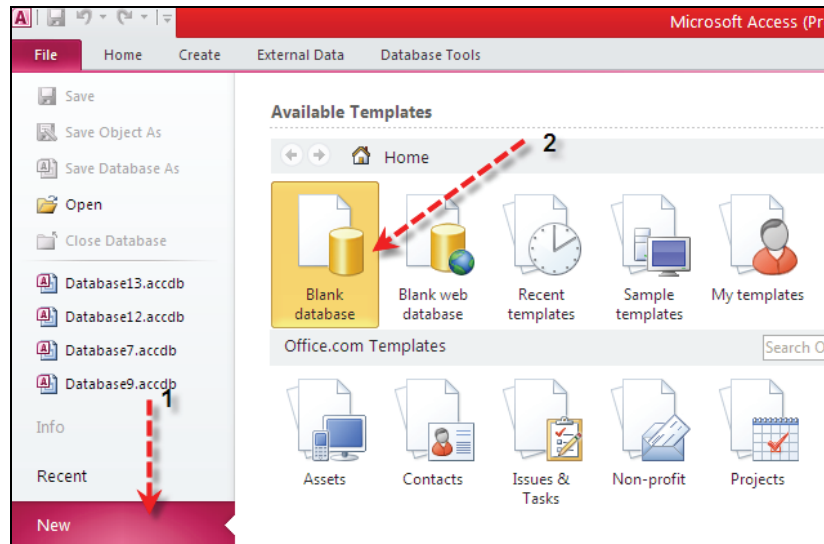 A
Microsoft Access (Pr
File Home Create External Data Database Tools
Save
Save Object As
Save Database As
Open
Close Database
Database13.accdb
Database12.accdb
Database7.accdb
Database9.accdb
1
Info
Recent
New
Available Templates
2
Home
Blank database
Blank web database
Recent templates
Sample templates
My templates
Office.com Templates
Search O
Assets
Contacts
Issues & Tasks
Non-profit
Projects